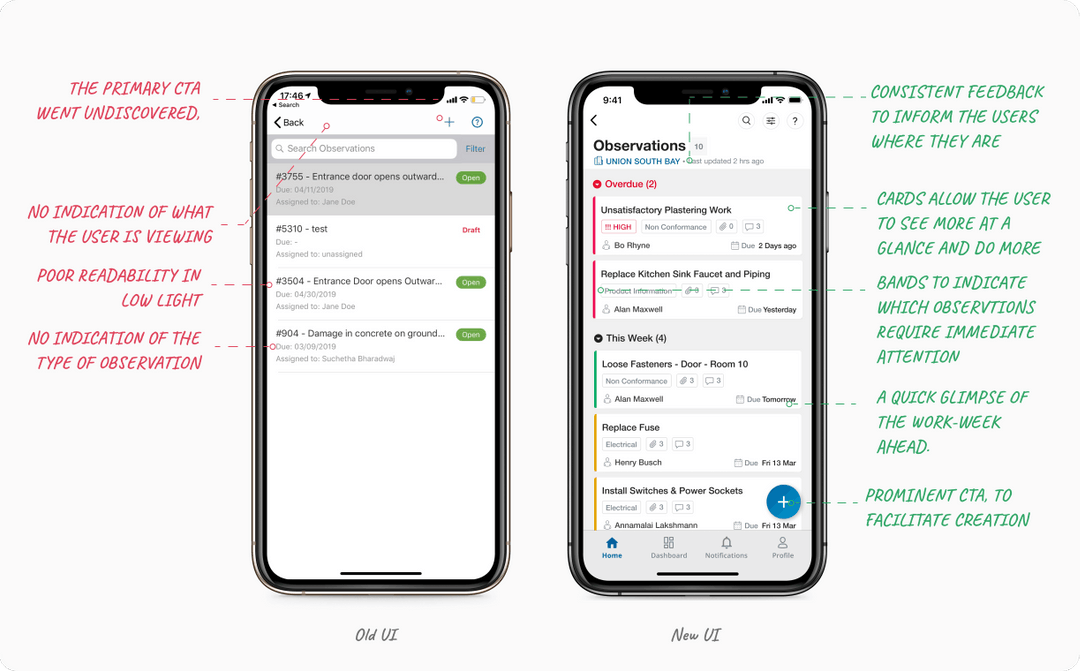 THE PRIMARY CTA
WENT UNDISCOVERED,
NO INDICATION OF WHAT
THE USER IS VIEWING
POOR READABILITY IN
LOW LIGHT
NO INDICATION OF THE
TYPE OF OBSERVATION
17:46
Search
Back
Search Observations
Filter
#3755 - Entrance door opens outward...
Open
Due: 04/11/2019
Assigned to: Jane Doe
#5310 - test
Draft
Due: -
Assigned to: unassigned
#3504 - Entrance Door opens Outwar...
Open
Due: 04/30/2019
Assigned to: Jane Doe
#904 - Damage in concrete on ground...
Open
Due: 03/09/2019
Assigned to: Suchetha Bharadwaj
Old UI
9:41
?
Observations 10
UNION SOUTH BAY • Last updated 2 hrs ago
Overdue (2)
Unsatisfactory Plastering Work
!!! HIGH Non Conformance 0 3
Bo Rhyne Due 2 Days ago
Replace Kitchen Sink Faucet and Piping
Product Information 3 3
Alan Maxwell Due Yesterday
This Week (4)
Loose Fasteners - Door - Room 10
Non Conformance 3 3
Alan Maxwell Due Tomorrow
Replace Fuse
Electrical 3 3
Henry Busch Due Fri 13 Mar
Install Switches & Power Sockets
Electrical 3 3
Annamalai Lakshmann Due Fri 13 Mar
Home Dashboard Notifications Profile
New UI
CONSISTENT FEEDBACK
TO INFORM THE USERS
WHERE THEY ARE
CARDS ALLOW THE USER
TO SEE MORE AT A
GLANCE AND DO MORE
BANDS TO INDICATE
WHICH OBSERVTIONS
REQUIRE IMMEDIATE
ATTENTION
A QUICK GLIMPSE OF
THE WORK-WEEK
AHEAD.
PROMINENT CTA, TO
FACILITATE CREATION